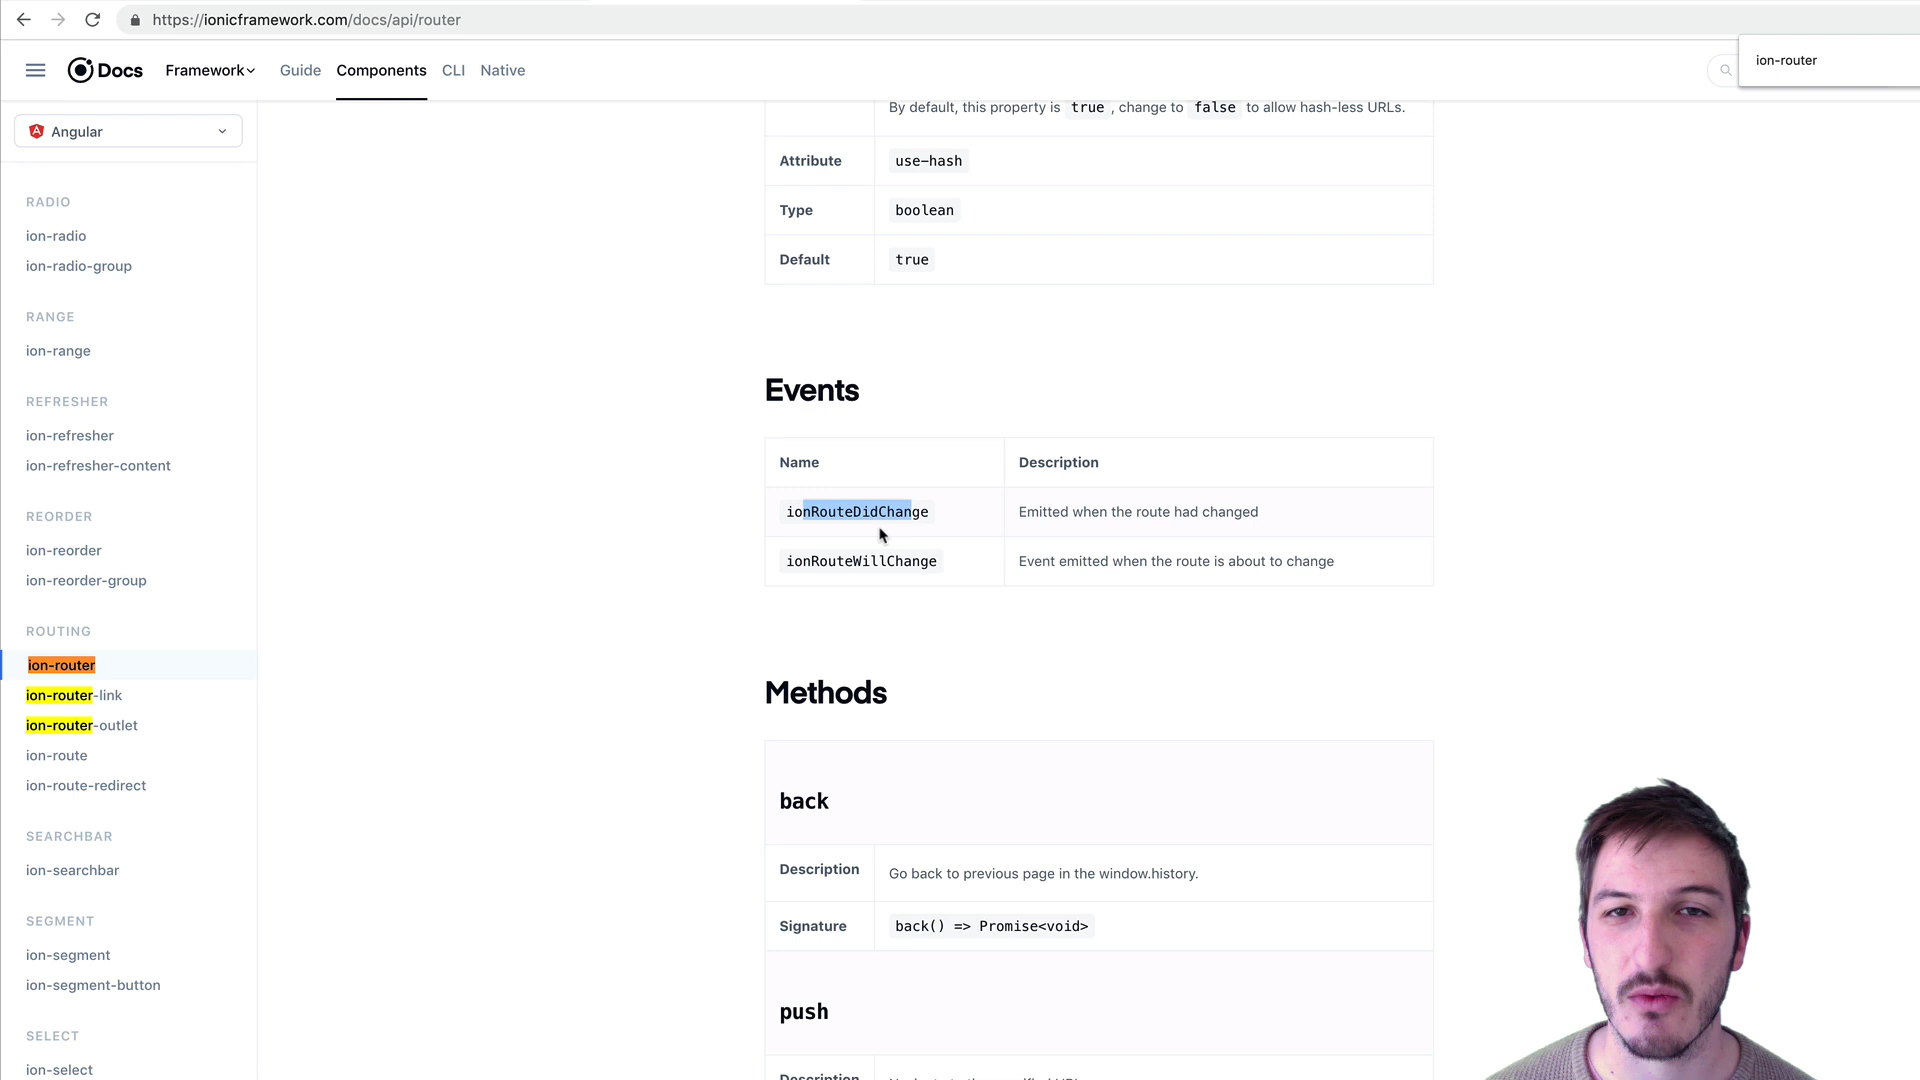 https://ionicframework.com/docs/api/router
ion-router
Docs
Framework
Guide
Components
CLI
Native
Angular
RADIO
ion-radio
ion-radio-group
RANGE
ion-range
REFRESHER
ion-refresher
ion-refresher-content
REORDER
ion-reorder
ion-reorder-group
ROUTING
ion-router
ion-router-link
ion-router-outlet
ion-route
ion-route-redirect
SEARCHBAR
ion-searchbar
SEGMENT
ion-segment
ion-segment-button
SELECT
ion-select
By default, this property is true , change to false to allow hash-less URLs.
Attribute use-hash
Type boolean
Default true
Events
Name Description
ionRouteDidChange Emitted when the route had changed
ionRouteWillChange Event emitted when the route is about to change
Methods
back
Description Go back to previous page in the window.history.
Signature back() => Promise<void>
push
Description